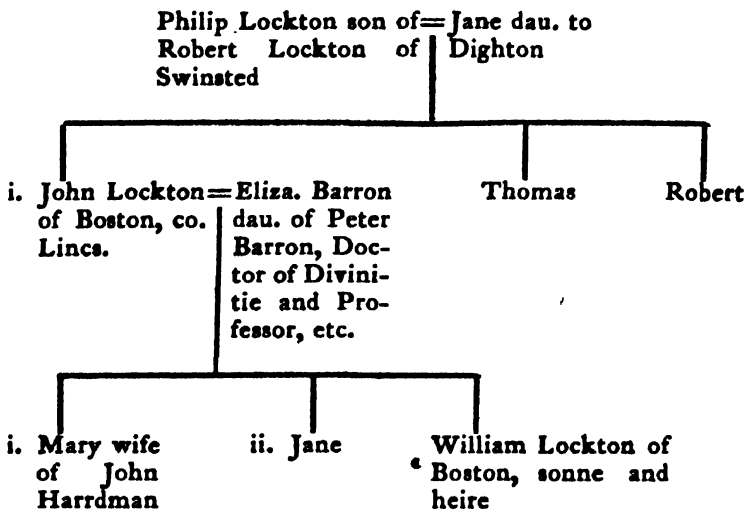 Philip Lockton son of = Jane dau. to
Robert Lockton of Dighton
Swinsted
i. John Lockton = Eliza. Barron
of Boston, co. dau. of Peter
Lincs. Barron, Doc-
tor of Divini-
tie and Pro-
fessor, etc.
Thomas
Robert
i. Mary wife
of John
Harrdman
ii. Jane
William Lockton of
Boston, sonne and
heire